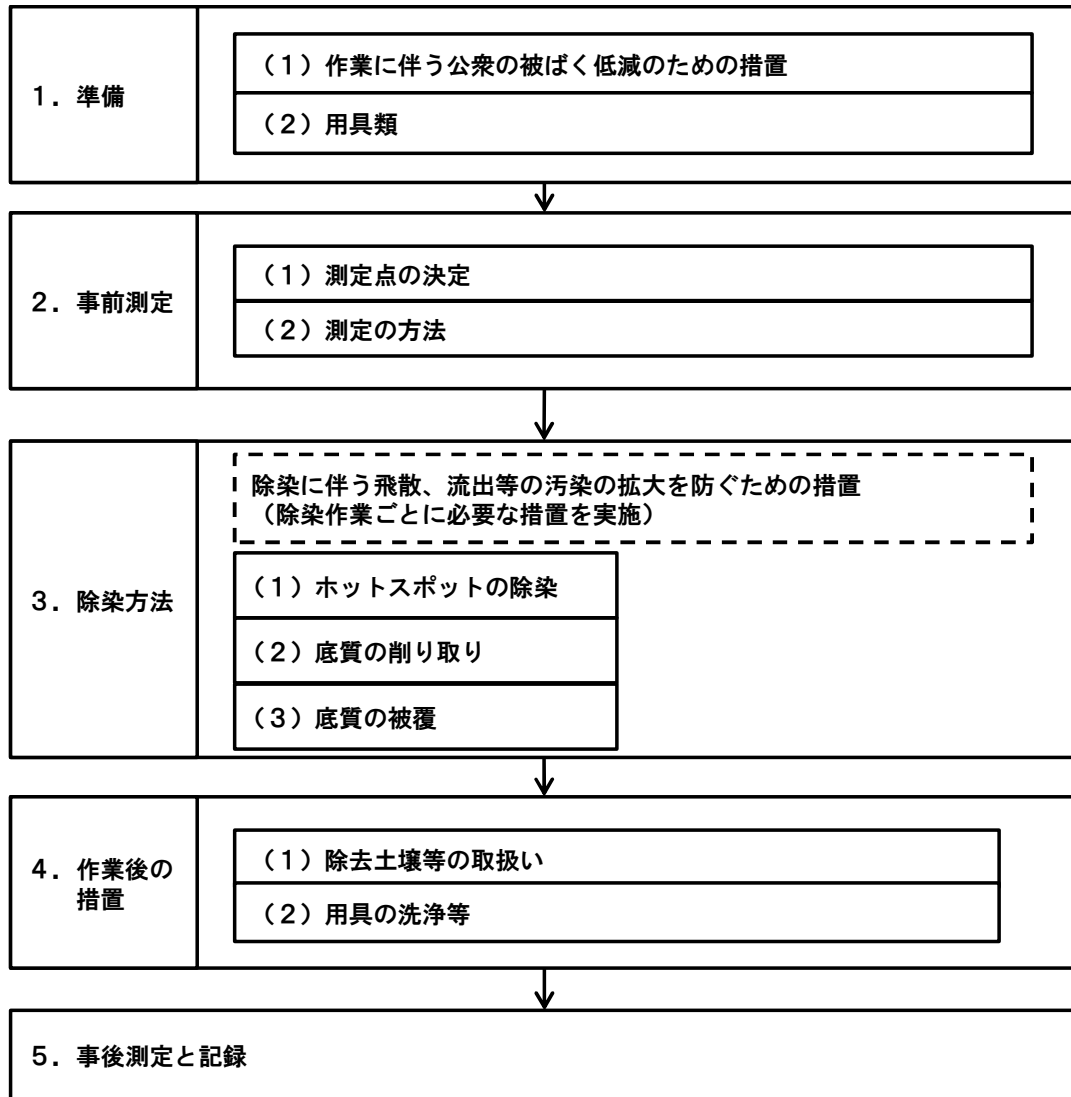 １．準備
（１）作業に伴う公衆の被ばく低減のための措置
（２）用具類
２．事前測定
（１）測定点の決定
（２）測定の方法
３．除染方法
除染に伴う飛散、流出等の汚染の拡大を防ぐための措置
（除染作業ごとに必要な措置を実施）
（１）ホットスポットの除染
（２）底質の削り取り
（３）底質の被覆
４．作業後の
措置
（１）除去土壌等の取扱い
（２）用具の洗浄等
５．事後測定と記録